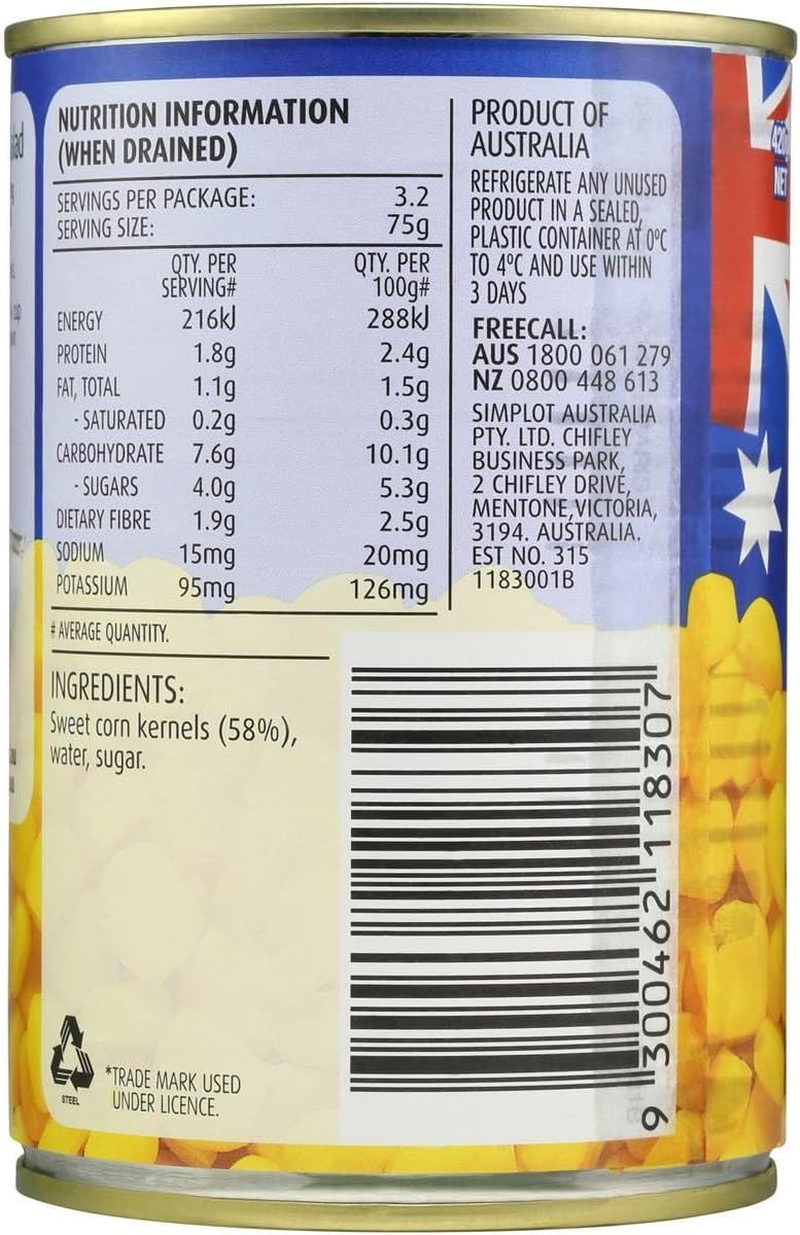 NUTRITION INFORMATION
(WHEN DRAINED)
SERVINGS PER PACKAGE: 3.2
SERVING SIZE: 75g
QTY. PER QTY. PER
SERVING# 100g#
ENERGY 216kJ 288kJ
PROTEIN 1.8g 2.4g
FAT, TOTAL 1.1g 1.5g
- SATURATED 0.2g 0.3g
CARBOHYDRATE 7.6g 10.1g
- SUGARS 4.0g 5.3g
DIETARY FIBRE 1.9g 2.5g
SODIUM 15mg 20mg
POTASSIUM 95mg 126mg
# AVERAGE QUANTITY.
INGREDIENTS:
Sweet corn kernels (58%),
water, sugar.
PRODUCT OF
AUSTRALIA
REFRIGERATE ANY UNUSED
PRODUCT IN A SEALED,
PLASTIC CONTAINER AT 0°C
TO 4°C AND USE WITHIN
3 DAYS
FREECALL:
AUS 1800 061 279
NZ 0800 448 613
SIMPLOT AUSTRALIA
PTY. LTD. CHIFLEY
BUSINESS PARK,
2 CHIFLEY DRIVE,
MENTONE, VICTORIA,
3194. AUSTRALIA.
EST NO. 315
1183001B
420g
NET
9 300462 118307
STEEL
*TRADE MARK USED
UNDER LICENCE.